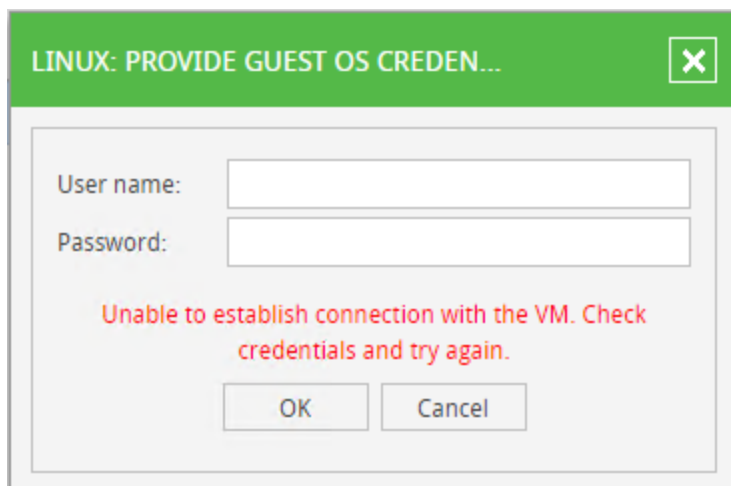 LINUX: PROVIDE GUEST OS CREDEN...
User name:
Password:
Unable to establish connection with the VM. Check
credentials and try again.
OK
Cancel